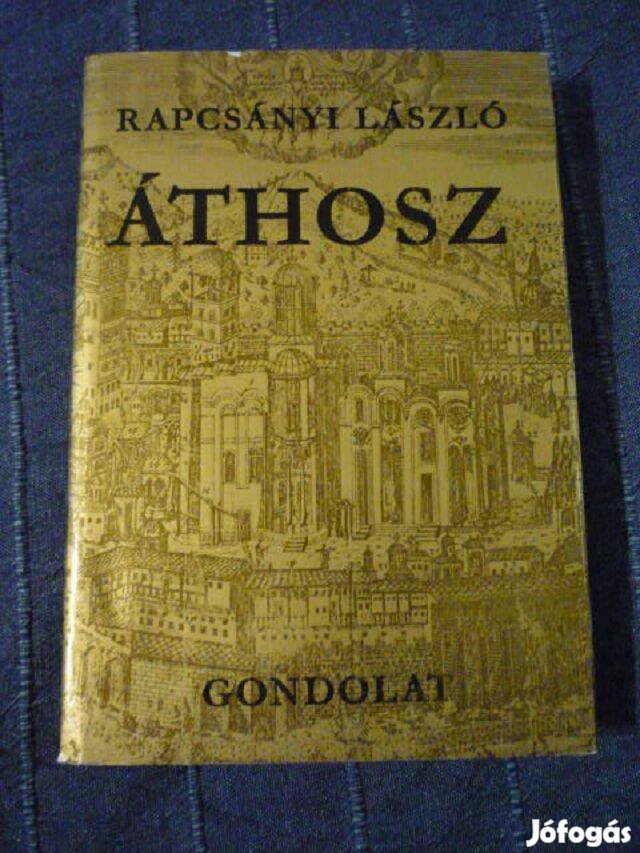 RAPCSÁNYI LÁSZLÓ
ÁTHOSZ
GONDOLAT
Jófogás